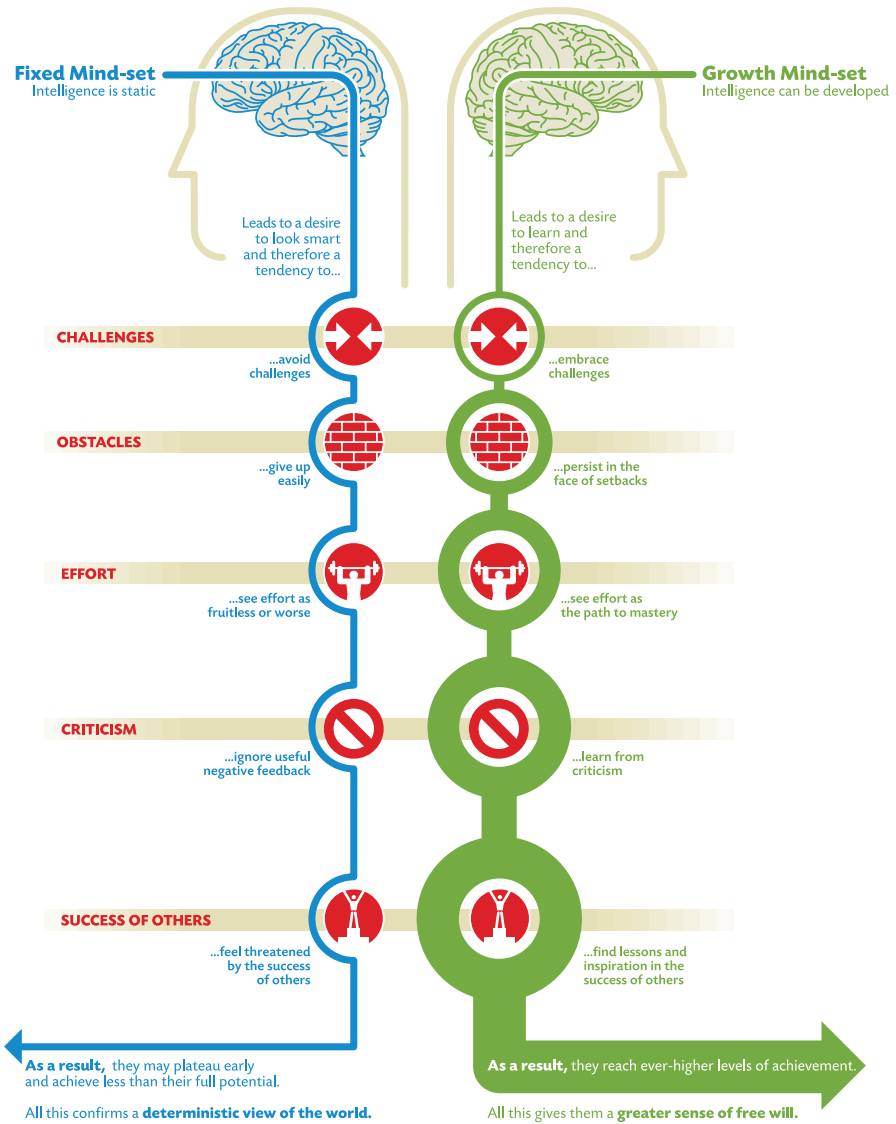 Fixed Mind-set
Intelligence is static
Growth Mind-set
Intelligence can be developed
Leads to a desire
to look smart
and therefore a
tendency to...
Leads to a desire
to learn and
therefore a
tendency to...
CHALLENGES
...avoid
challenges
...embrace
challenges
OBSTACLES
...give up
easily
...persist in the
face of setbacks
EFFORT
...see effort as
fruitless or worse
...see effort as
the path to mastery
CRITICISM
...ignore useful
negative feedback
...learn from
criticism
SUCCESS OF OTHERS
...feel threatened
by the success
of others
...find lessons and
inspiration in the
success of others
As a result, they may plateau early
and achieve less than their full potential.
All this confirms a deterministic view of the world.
As a result, they reach ever-higher levels of achievement.
All this gives them a greater sense of free will.